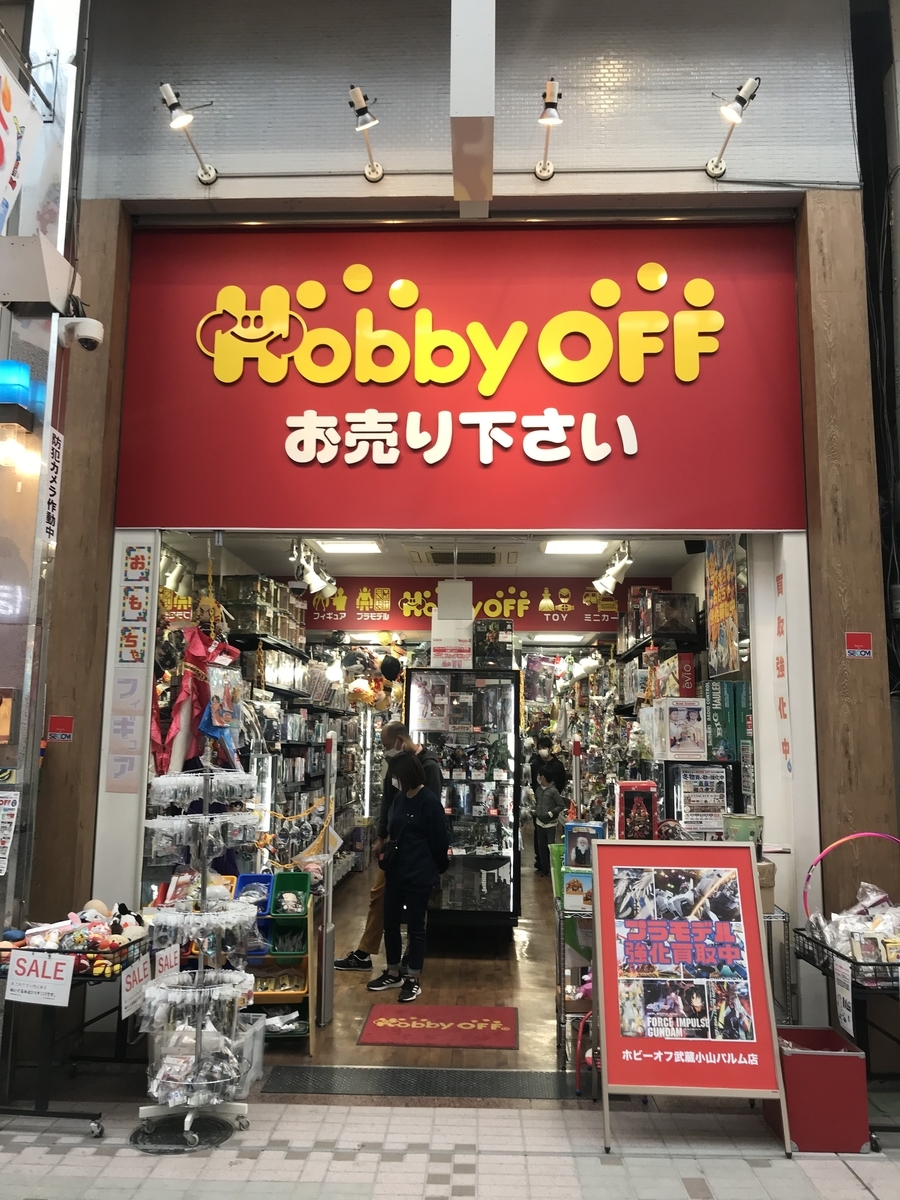 Hobby OFF
お売り下さい
防犯カメラ作動中
おもちゃ
フィギュア
フィギュア
プラモデル
Hobby OFF
TOY
ミニカー
買取強化中
SECOM
SECOM
SALE
SALE
SALE
Hobby OFF
プラモデル
強化買取中
FORCE IMPULSE
GUNDAM
ホビーオフ武蔵小山パルム店